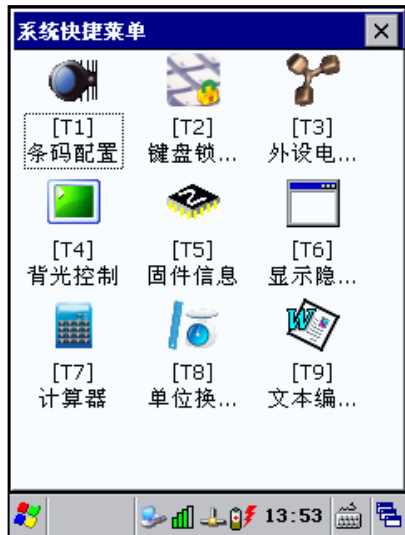 系统快捷菜单
[T1] [T2] [T3]
条码配置 键盘锁... 外设电...
[T4] [T5] [T6]
背光控制 固件信息 显示隐...
[T7] [T8] [T9]
计算器 单位换... 文本编...
13:53